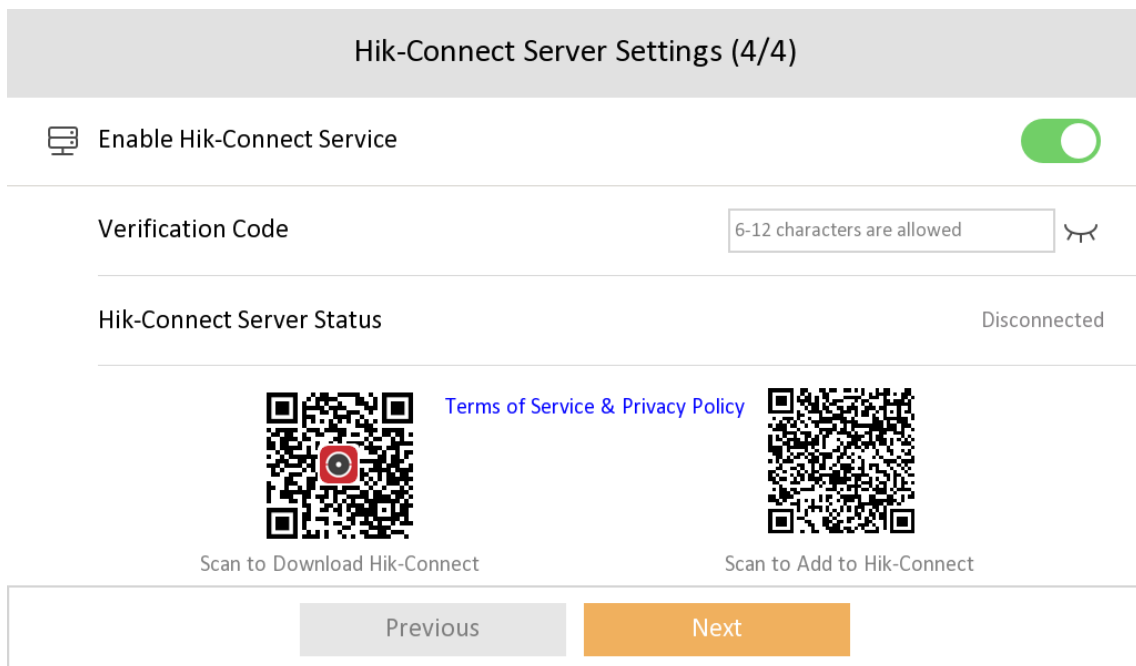 Hik-Connect Server Settings (4/4)
Enable Hik-Connect Service
Verification Code 6-12 characters are allowed
Hik-Connect Server Status Disconnected
Terms of Service & Privacy Policy
Scan to Download Hik-Connect Scan to Add to Hik-Connect
Previous Next